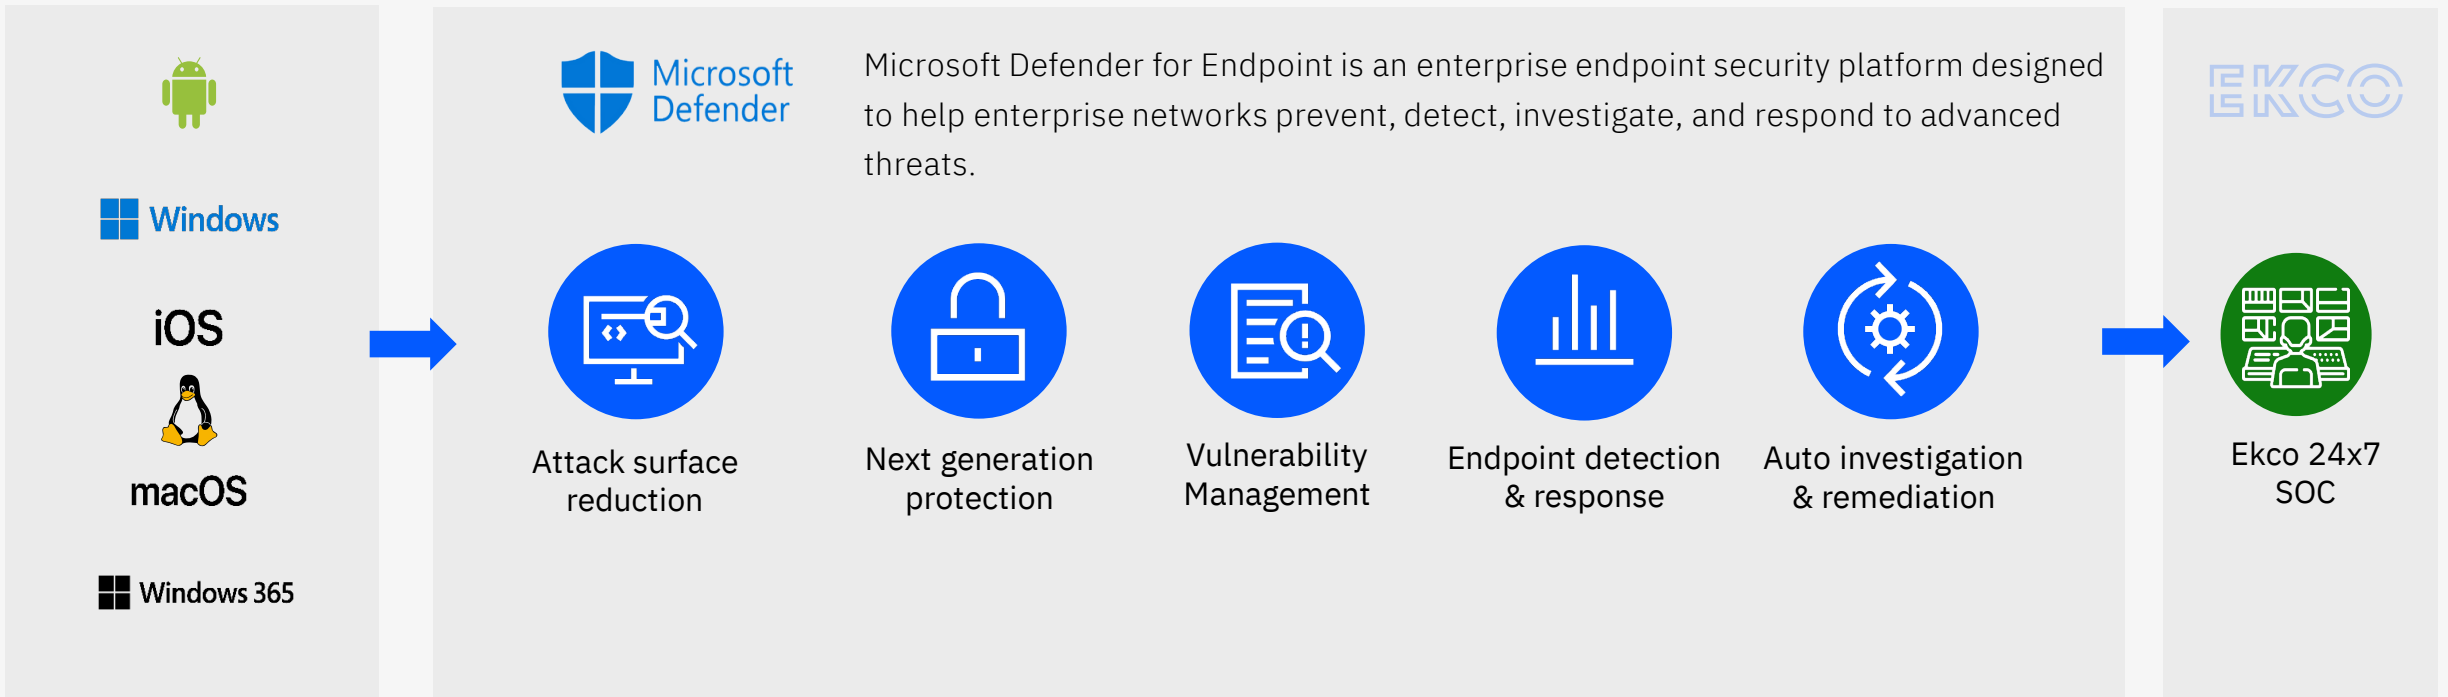 Windows
iOS
macOS
Windows 365
Microsoft
Defender
Microsoft Defender for Endpoint is an enterprise endpoint security platform designed
to help enterprise networks prevent, detect, investigate, and respond to advanced
threats.
Attack surface
reduction
Next generation
protection
Vulnerability
Management
Endpoint detection
& response
Auto investigation
& remediation
EKCO
Ekco 24x7
SOC